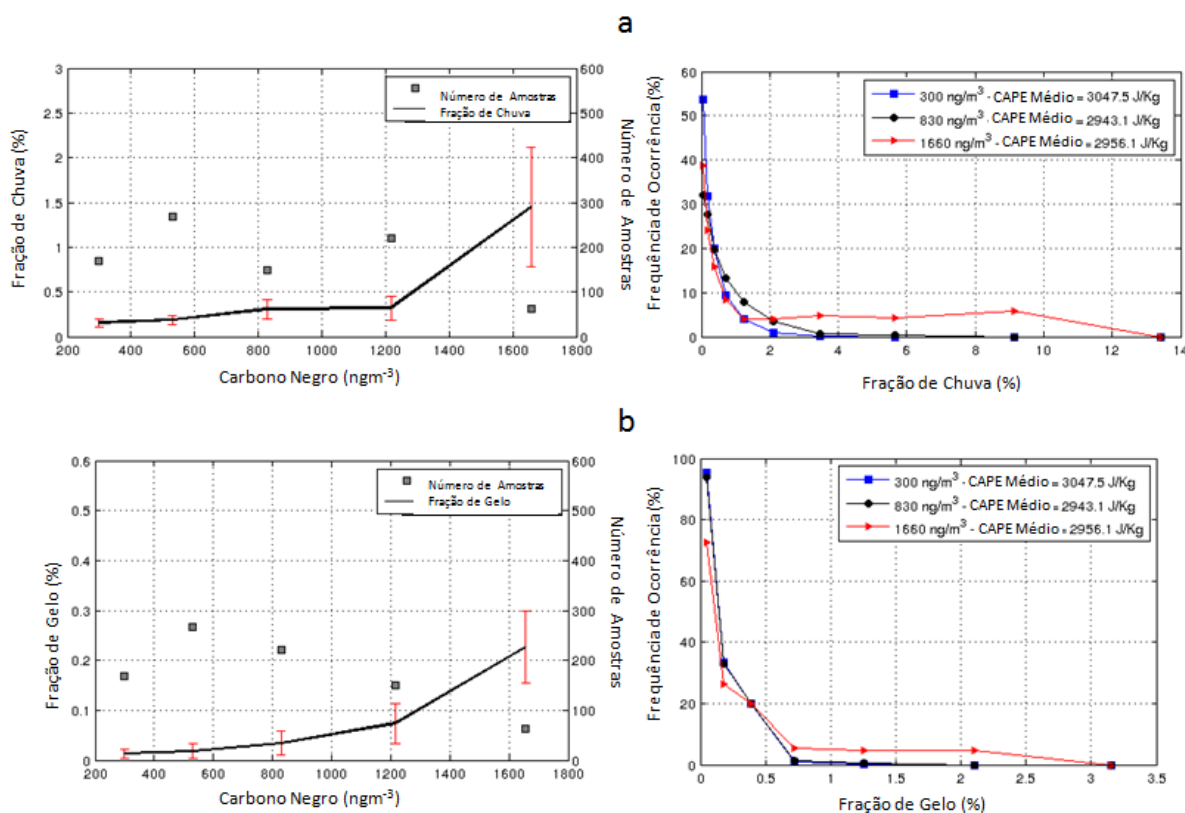 a
3
2.5
2
1.5
1
0.5
0
Fração de Chuva (%)
600
500
400
300
200
100
0
Número de Amostras
Número de Amostras
Fração de Chuva
200 400 600 800 1000 1200 1400 1600 1800
Carbono Negro (ngm⁻³)
60
50
40
30
20
10
0
Frequência de Ocorrência (%)
300 ng/m³ - CAPE Médio = 3047.5 J/Kg
830 ng/m³ - CAPE Médio = 2943.1 J/Kg
1660 ng/m³ - CAPE Médio = 2956.1 J/Kg
0 2 4 6 8 10 12 14
Fração de Chuva (%)
b
0.6
0.5
0.4
0.3
0.2
0.1
0
Fração de Gelo (%)
600
500
400
300
200
100
0
Número de Amostras
Número de Amostras
Fração de Gelo
200 400 600 800 1000 1200 1400 1600 1800
Carbono Negro (ngm⁻³)
100
80
60
40
20
0
Frequência de Ocorrência (%)
300 ng/m³ - CAPE Médio = 3047.5 J/Kg
830 ng/m³ - CAPE Médio = 2943.1 J/Kg
1660 ng/m³ - CAPE Médio = 2956.1 J/Kg
0 0.5 1 1.5 2 2.5 3 3.5
Fração de Gelo (%)